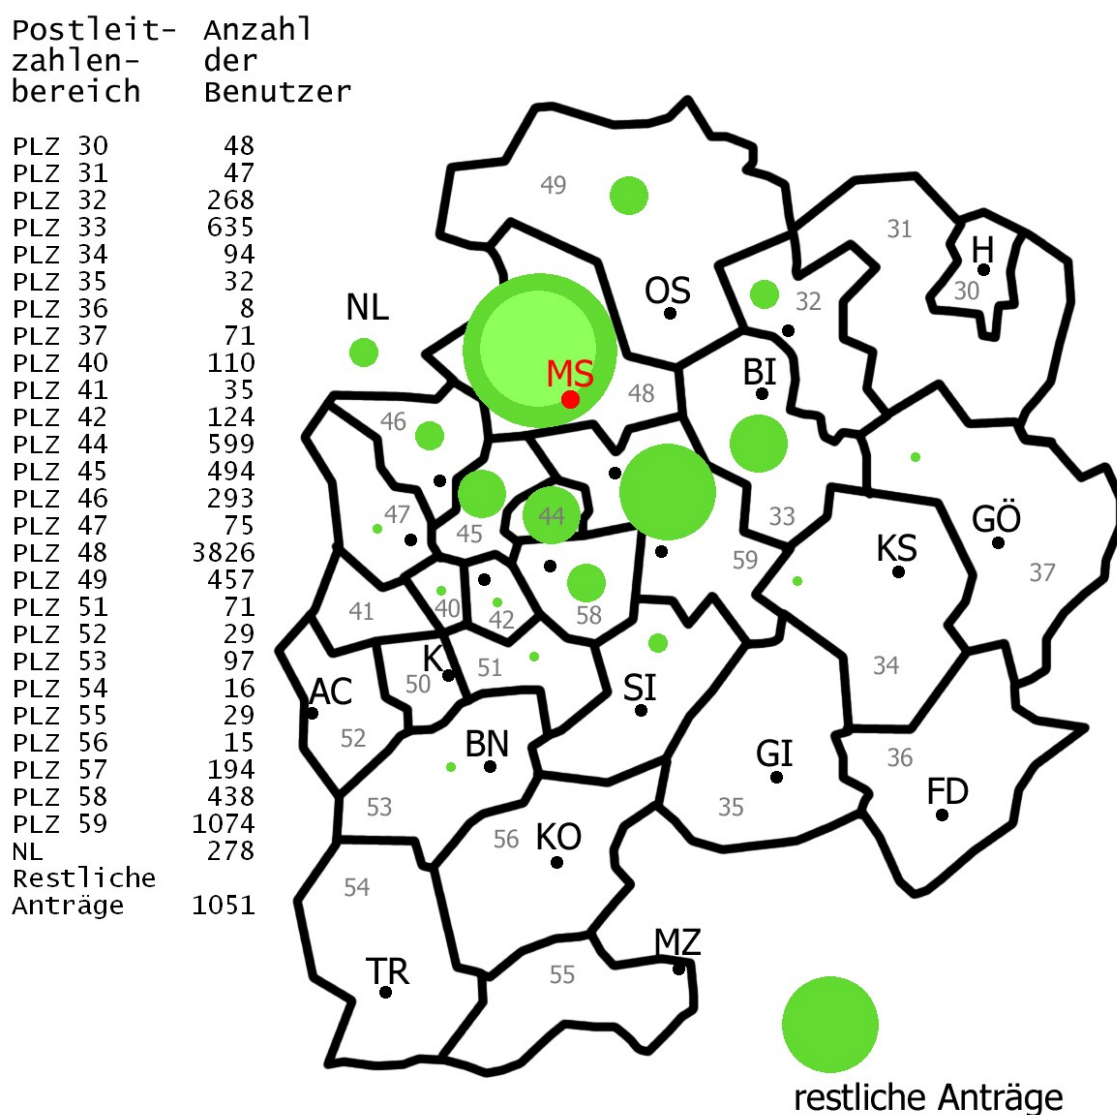 Postleit- Anzahl
zahlen- der
bereich Benutzer
PLZ 30 48
PLZ 31 47
PLZ 32 268
PLZ 33 635
PLZ 34 94
PLZ 35 32
PLZ 36 8
PLZ 37 71
PLZ 40 110
PLZ 41 35
PLZ 42 124
PLZ 44 599
PLZ 45 494
PLZ 46 293
PLZ 47 75
PLZ 48 3826
PLZ 49 457
PLZ 51 71
PLZ 52 29
PLZ 53 97
PLZ 54 16
PLZ 55 29
PLZ 56 15
PLZ 57 194
PLZ 58 438
PLZ 59 1074
NL 278
Restliche
Anträge 1051
49
31
H
30
OS
32
NL
BI
MS
48
46
47
45
44
33
GÖ
KS
59
37
41
40
42
58
K
51
50
34
AC
SI
52
BN
GI
36
FD
53
35
56
KO
54
MZ
TR
55
restliche Anträge